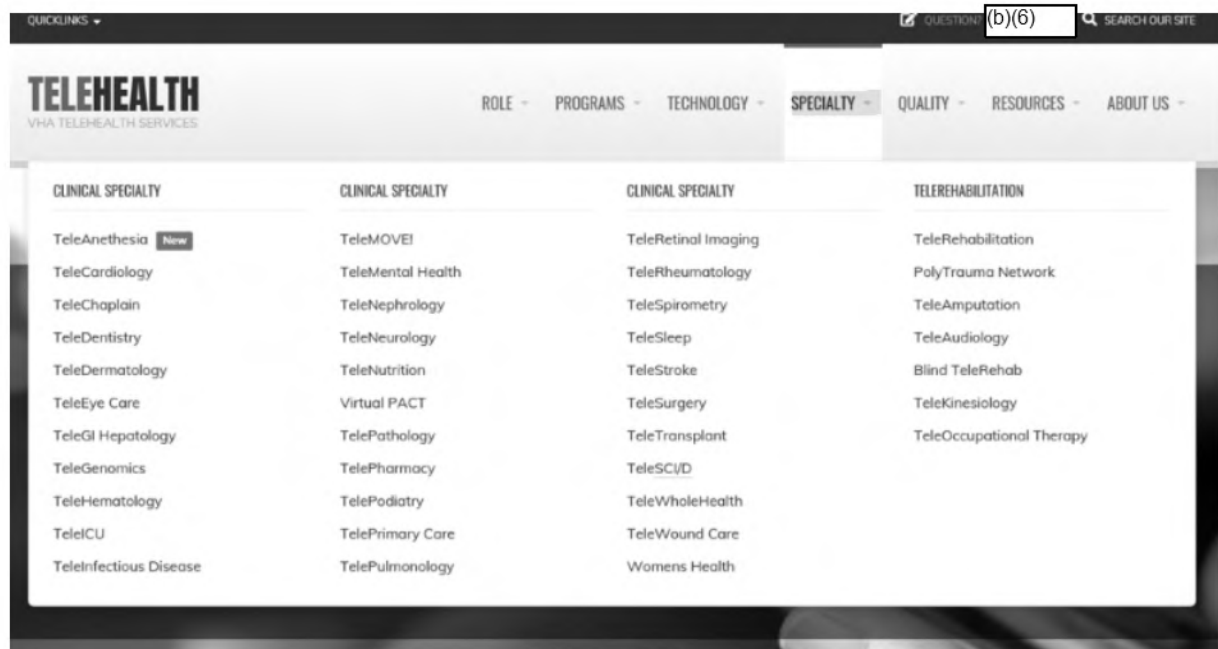 QUICKLINKS
QUESTION? (b)(6) SEARCH OUR SITE
TELEHEALTH
VHA TELEHEALTH SERVICES
ROLE PROGRAMS TECHNOLOGY SPECIALTY QUALITY RESOURCES ABOUT US
CLINICAL SPECIALTY
TeleAnethesia New
TeleCardiology
TeleChaplain
TeleDentistry
TeleDermatology
TeleEye Care
TeleGI Hepatology
TeleGenomics
TeleHematology
TeleICU
TeleInfectious Disease
CLINICAL SPECIALTY
TeleMOVE!
TeleMental Health
TeleNephrology
TeleNeurology
TeleNutrition
Virtual PACT
TelePathology
TelePharmacy
TelePodiatry
TelePrimary Care
TelePulmonology
CLINICAL SPECIALTY
TeleRetinal Imaging
TeleRheumatology
TeleSpirometry
TeleSleep
TeleStroke
TeleSurgery
TeleTransplant
TeleSCI/D
TeleWholeHealth
TeleWound Care
Womens Health
TELEREHABILITATION
TeleRehabilitation
PolyTrauma Network
TeleAmputation
TeleAudiology
Blind TeleRehab
TeleKinesiology
TeleOccupational Therapy